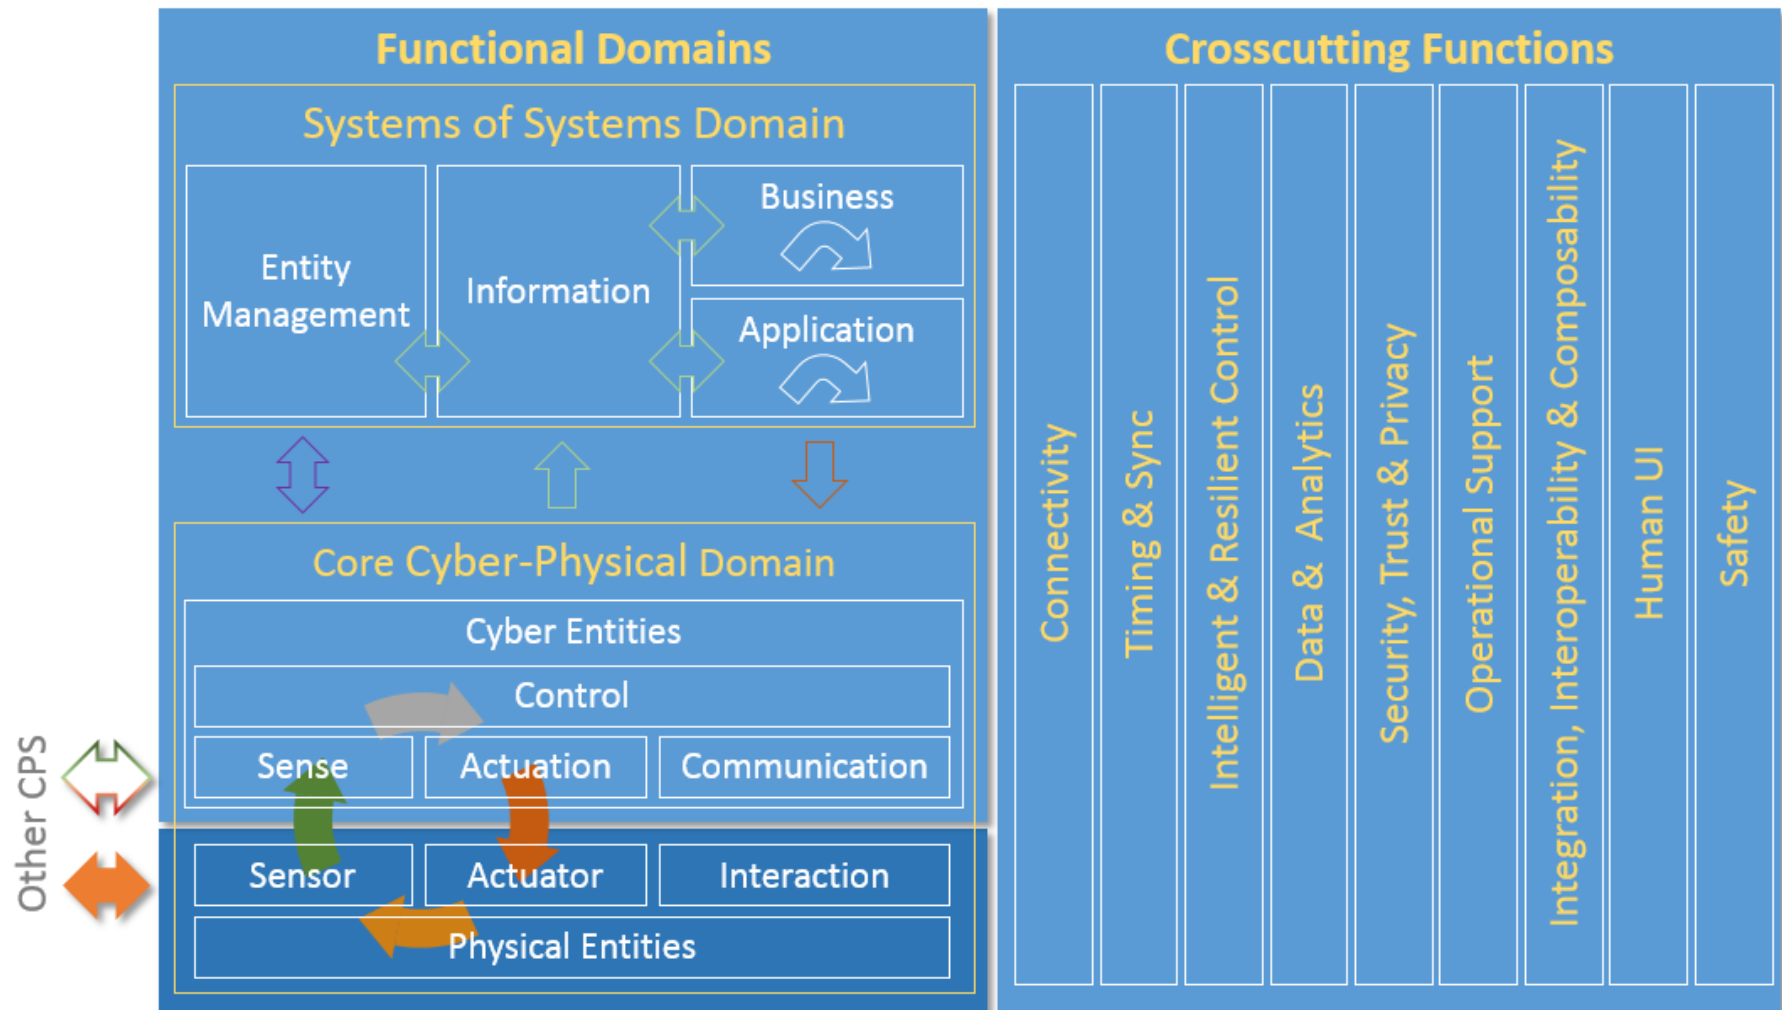 Functional Domains
Systems of Systems Domain
Entity
Management
Information
Business
Application
Core Cyber-Physical Domain
Cyber Entities
Control
Sense
Actuation
Communication
Sensor
Actuator
Interaction
Physical Entities
Other CPS
Crosscutting Functions
Connectivity
Timing & Sync
Intelligent & Resilient Control
Data & Analytics
Security, Trust & Privacy
Operational Support
Integration, Interoperability & Composability
Human UI
Safety